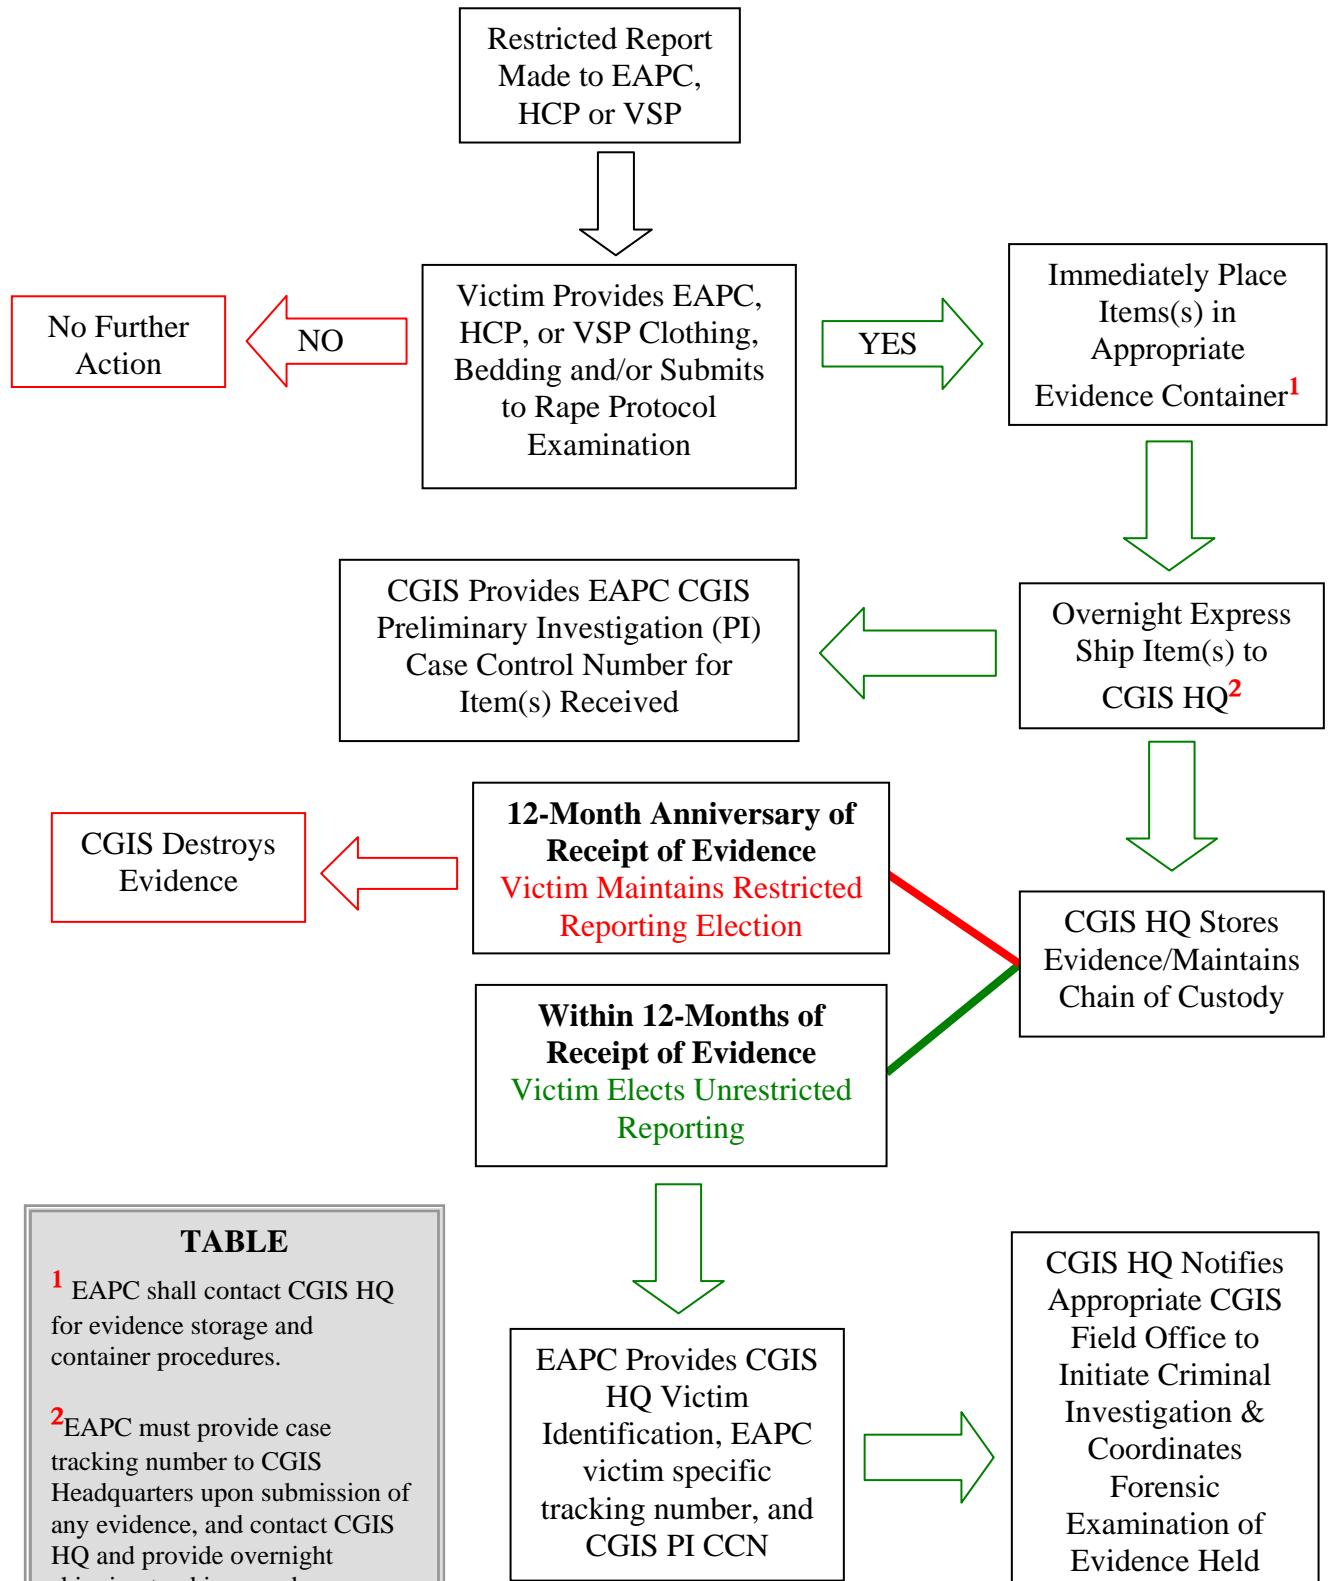 Restricted Report
Made to EAPC,
HCP or VSP
No Further
Action
NO
Victim Provides EAPC,
HCP, or VSP Clothing,
Bedding and/or Submits
to Rape Protocol
Examination
YES
Immediately Place
Items(s) in
Appropriate
Evidence Container1
CGIS Provides EAPC CGIS
Preliminary Investigation (PI)
Case Control Number for
Item(s) Received
Overnight Express
Ship Item(s) to
CGIS HQ2
CGIS Destroys
Evidence
12-Month Anniversary of
Receipt of Evidence
Victim Maintains Restricted
Reporting Election
CGIS HQ Stores
Evidence/Maintains
Chain of Custody
Within 12-Months of
Receipt of Evidence
Victim Elects Unrestricted
Reporting
TABLE
1 EAPC shall contact CGIS HQ
for evidence storage and
container procedures.
2EAPC must provide case
tracking number to CGIS
Headquarters upon submission of
any evidence, and contact CGIS
HQ and provide overnight
EAPC Provides CGIS
HQ Victim
Identification, EAPC
victim specific
tracking number, and
CGIS PI CCN
CGIS HQ Notifies
Appropriate CGIS
Field Office to
Initiate Criminal
Investigation &
Coordinates
Forensic
Examination of
Evidence Held